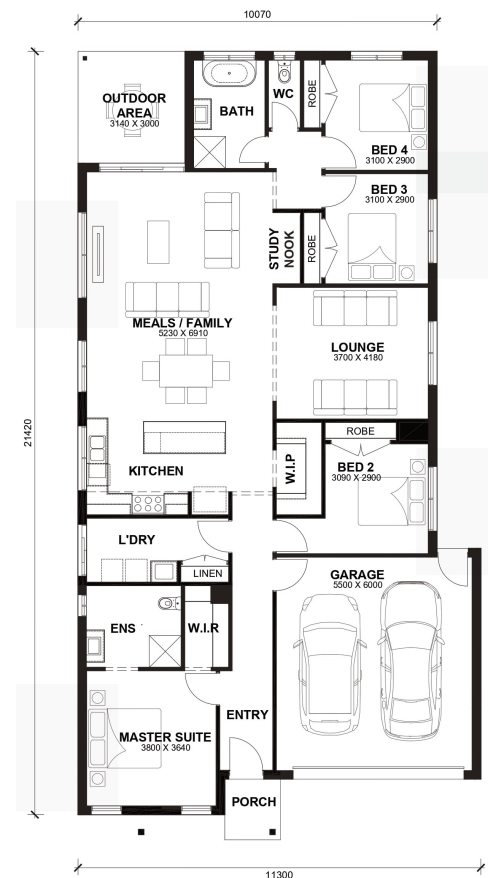 10070
OUTDOOR
AREA
3140 X 3000
BATH
WC
ROBE
BED 4
3100 X 2900
BED 3
3100 X 2900
STUDY
NOOK
ROBE
MEALS / FAMILY
5230 X 6910
LOUNGE
3700 X 4180
21420
KITCHEN
W.I.P
ROBE
BED 2
3090 X 2900
L'DRY
LINEN
GARAGE
5500 X 6000
ENS
W.I.R
MASTER SUITE
3800 X 3640
ENTRY
PORCH
11300